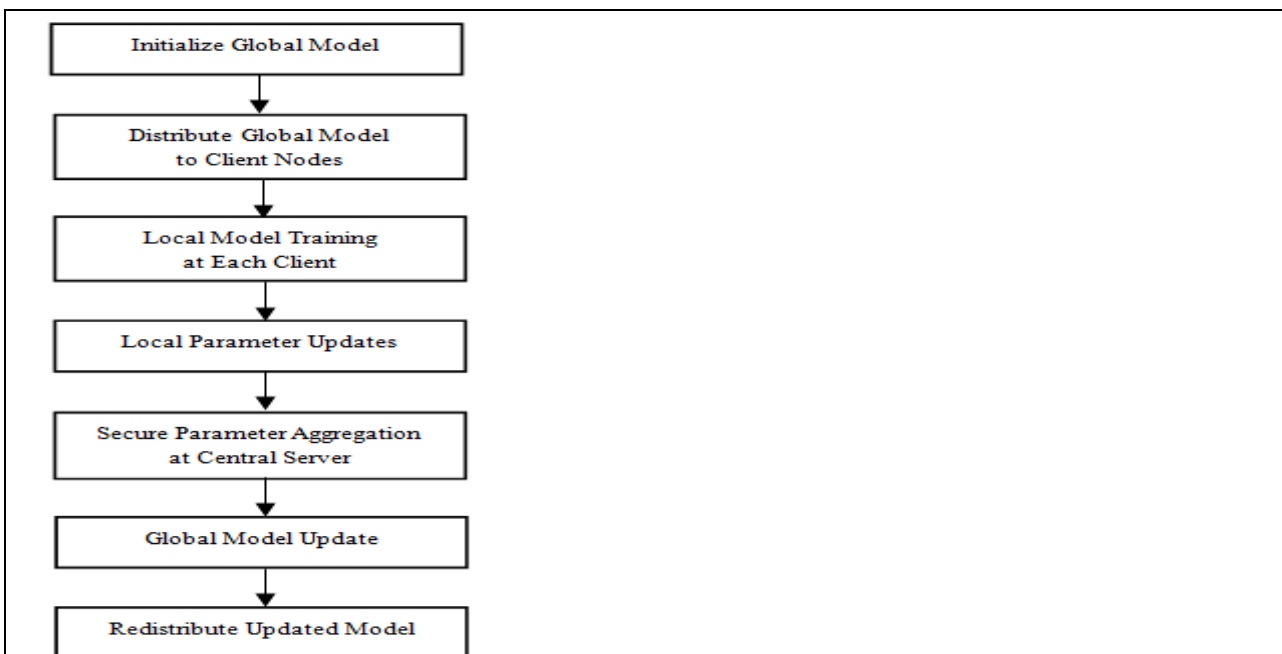 Initialize Global Model
Distribute Global Model
to Client Nodes
Local Model Training
at Each Client
Local Parameter Updates
Secure Parameter Aggregation
at Central Server
Global Model Update
Redistribute Updated Model